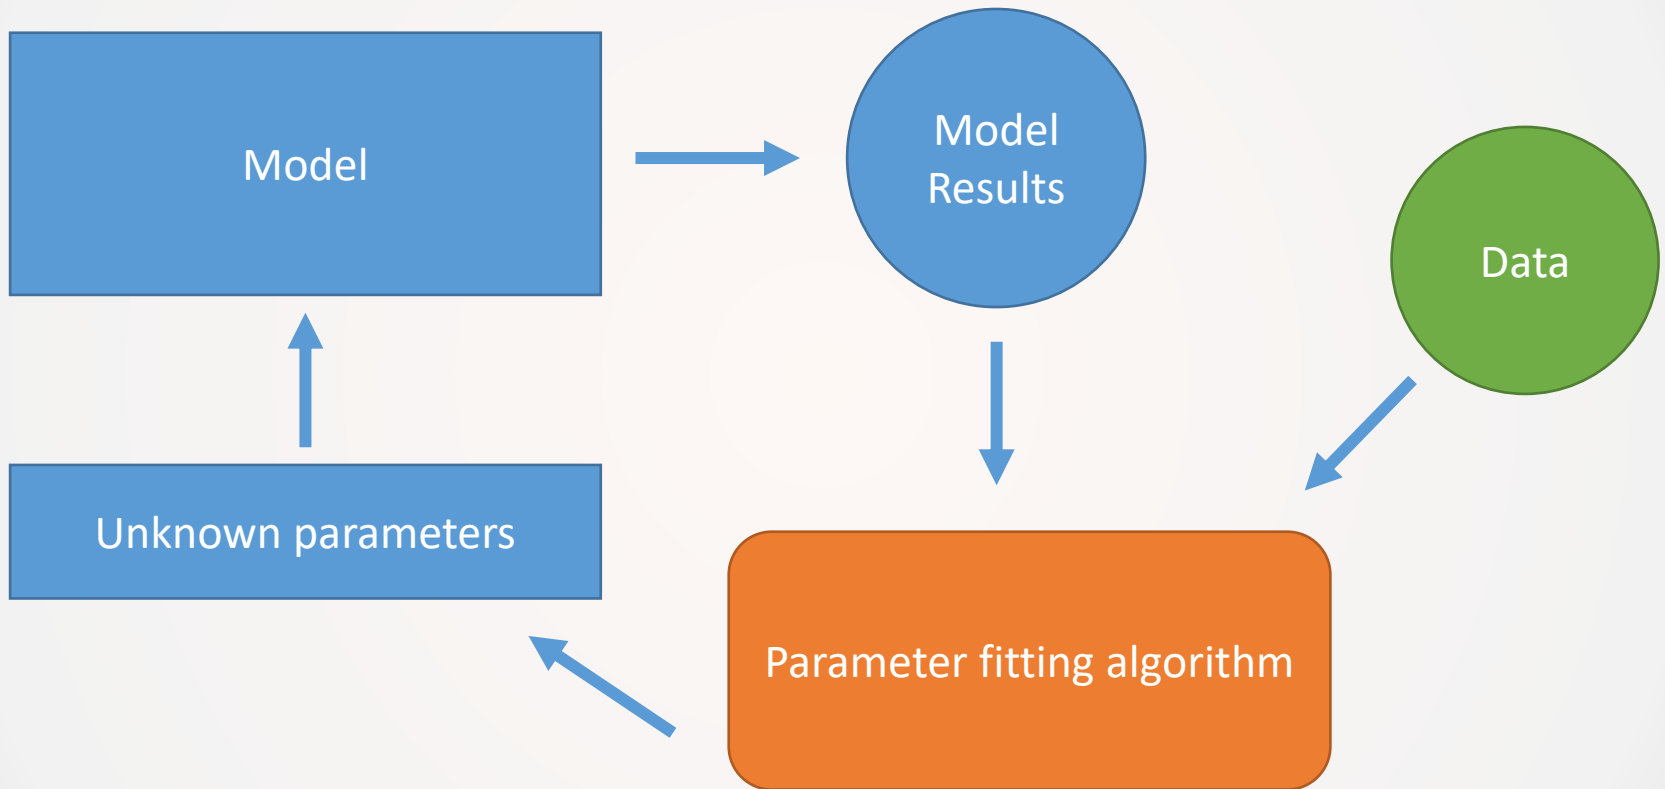 Model
Model
Results
Data
Unknown parameters
Parameter fitting algorithm